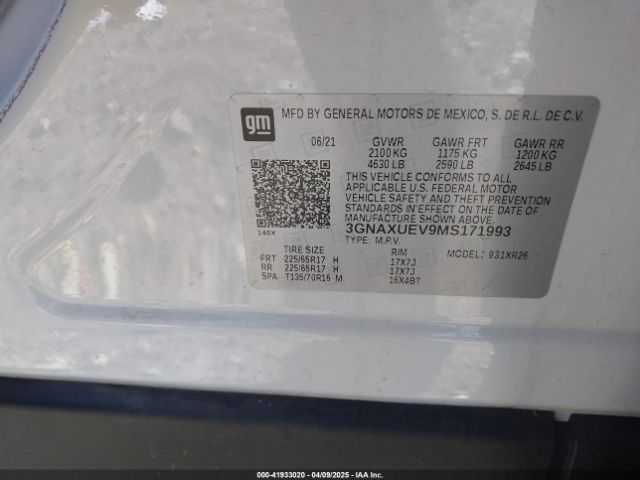 gm
MFD BY GENERAL MOTORS DE MEXICO, S. DE R.L. DE C.V.
06/21 GVWR GAWR FRT GAWR RR
2100 KG 1175 KG 1200 KG
4630 LB 2590 LB 2645 LB
THIS VEHICLE CONFORMS TO ALL
APPLICABLE U.S. FEDERAL MOTOR
VEHICLE SAFETY AND THEFT PREVENTION
STANDARDS IN EFFECT ON THE DATE OF
MANUFACTURE SHOWN ABOVE.
140X 3GNAXUEV9MS171993
TYPE: M.P.V.
TIRE SIZE RIM MODEL: 931XR26
FRT 225/65R17 H 17X7J
RR 225/65R17 H 17X7J
SPA T135/70R16 M 16X4BT
000-41933020 - 04/09/2025 - IAA, Inc.